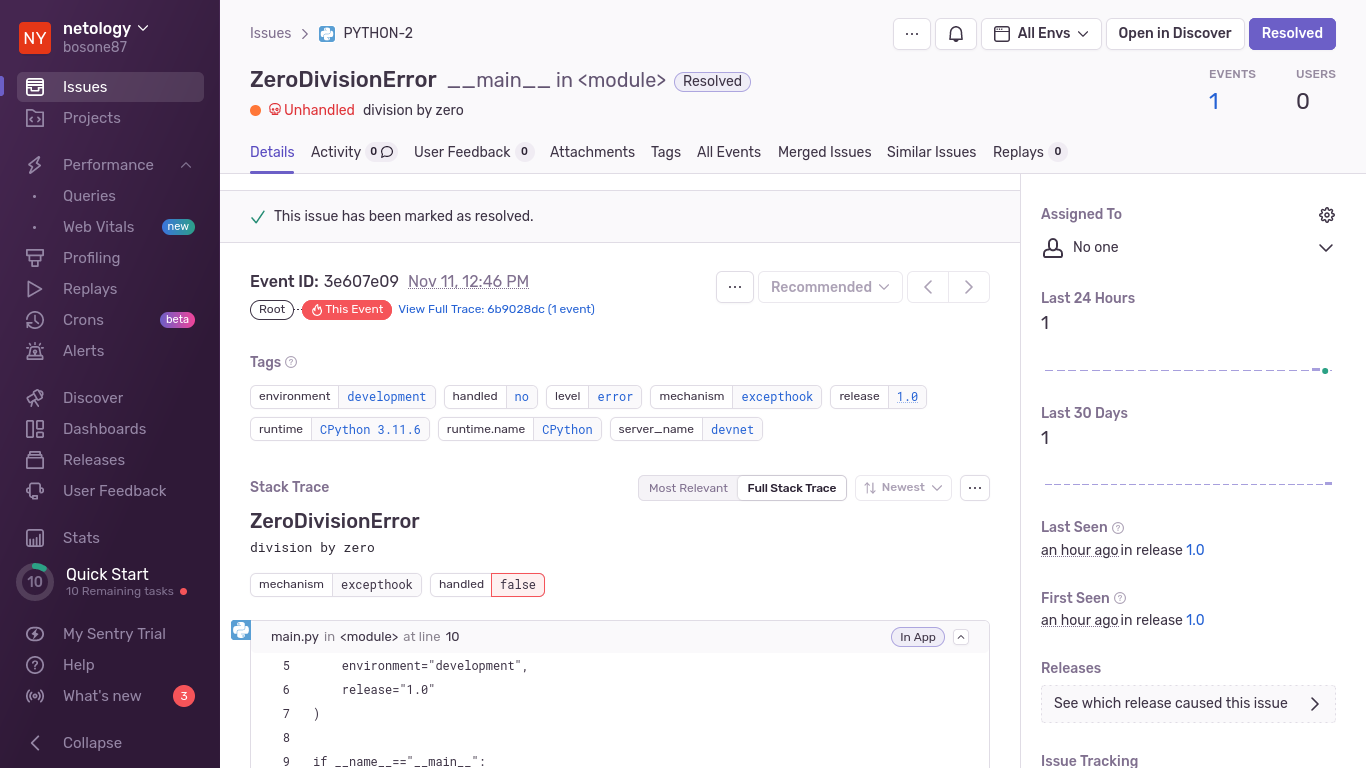 NY
netology
bosone87
Issues
Projects
Performance
Queries
Web Vitals new
Profiling
Replays
Crons beta
Alerts
Discover
Dashboards
Releases
User Feedback
Stats
10
Quick Start
10 Remaining tasks
My Sentry Trial
Help
What's new 3
Collapse
Issues PYTHON-2
··· All Envs Open in Discover Resolved
ZeroDivisionError __main__ in <module> Resolved
Unhandled division by zero
EVENTS USERS
1 0
Details Activity 0 User Feedback 0 Attachments Tags All Events Merged Issues Similar Issues Replays 0
This issue has been marked as resolved.
Event ID: 3e607e09 Nov 11, 12:46 PM
··· Recommended
Root This Event View Full Trace: 6b9028dc (1 event)
Tags ?
environment development handled no level error mechanism excepthook release 1.0
runtime CPython 3.11.6 runtime.name CPython server_name devnet
Stack Trace Most Relevant Full Stack Trace Newest ···
ZeroDivisionError
division by zero
mechanism excepthook handled false
main.py in <module> at line 10 In App
5 environment="development",
6 release="1.0"
7 )
8
9 if __name__=="__main__":
Assigned To
No one
Last 24 Hours
1
Last 30 Days
1
Last Seen ?
an hour ago in release 1.0
First Seen ?
an hour ago in release 1.0
Releases
See which release caused this issue
Issue Tracking